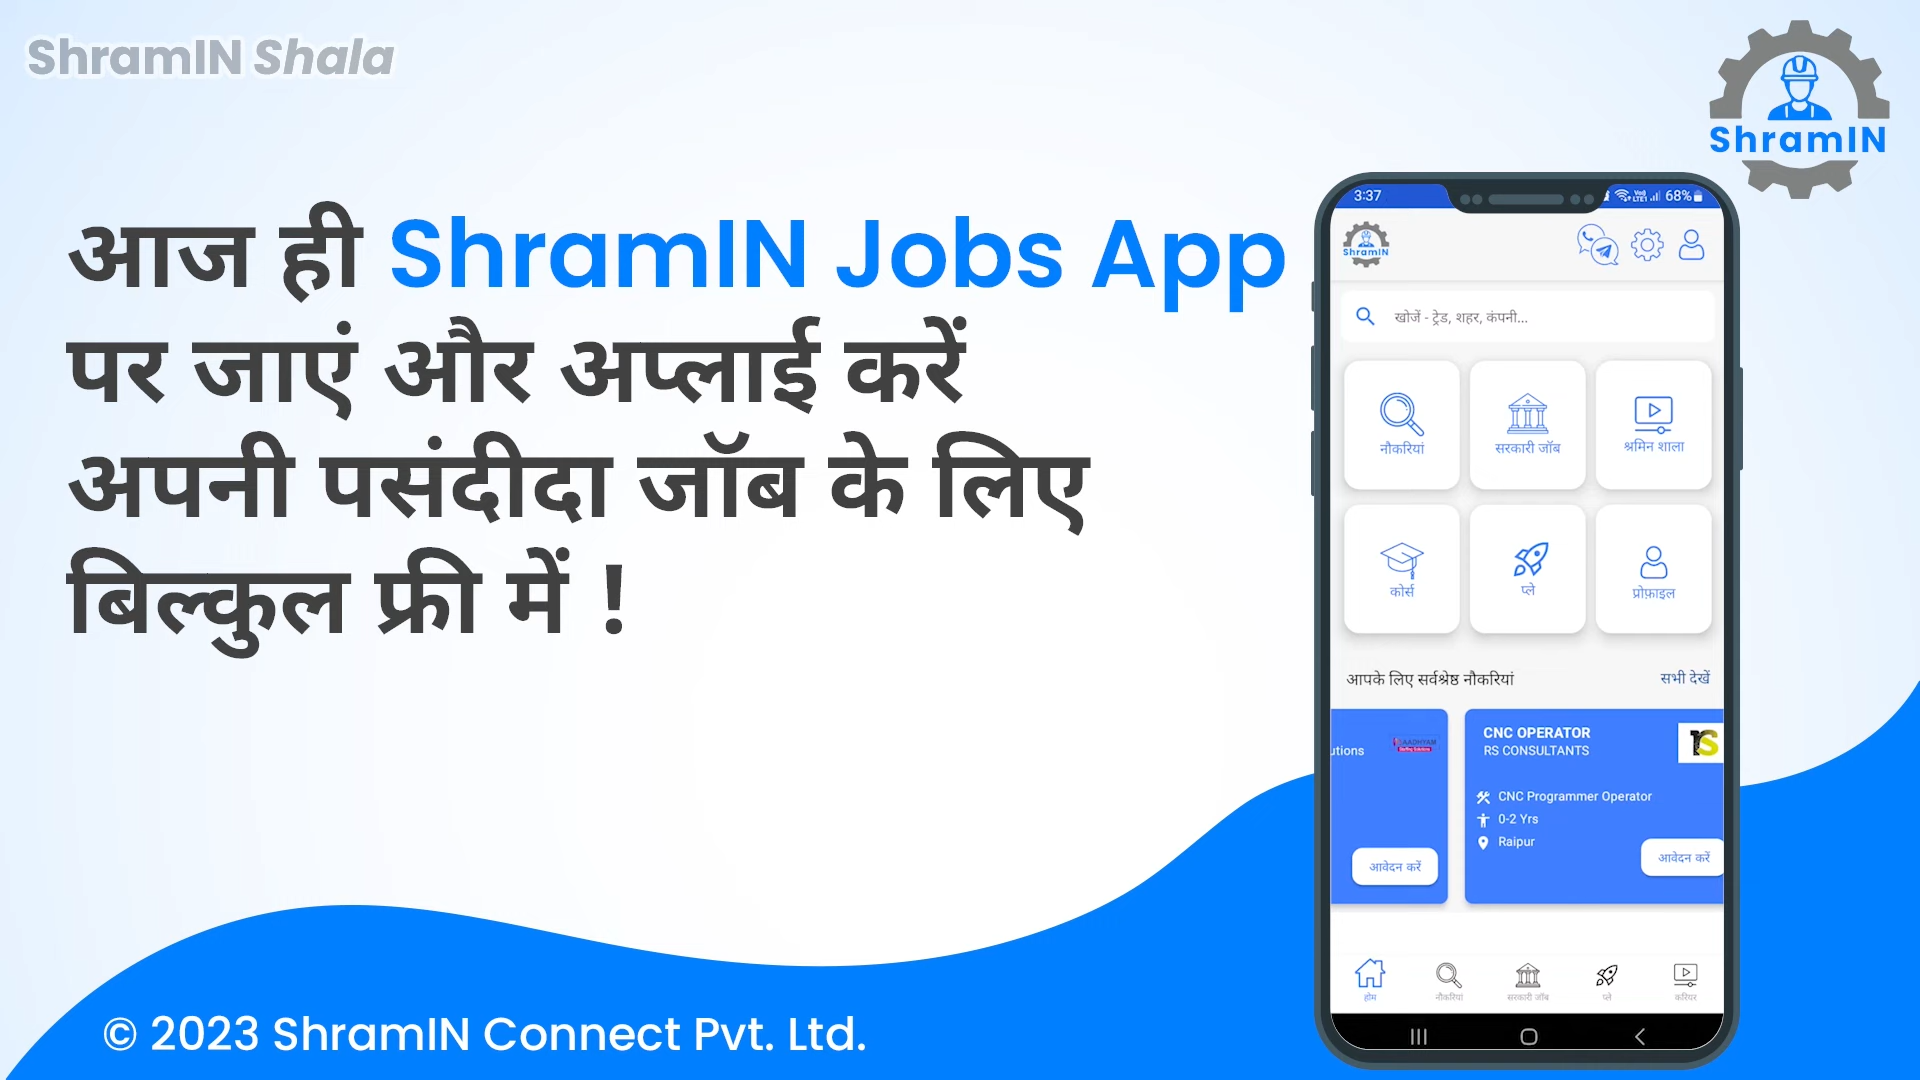 ShramIN Shala
ShramIN
आज ही ShramIN Jobs App
पर जाएं और अप्लाई करें
अपनी पसंदीदा जॉब के लिए
बिल्कुल फ्री में !
3:37
68%
ShramIN
खोजें - ट्रेड, शहर, कंपनी...
नौकरियां
सरकारी जॉब
श्रमिन शाला
कोर्स
प्ले
प्रोफ़ाइल
आपके लिए सर्वश्रेष्ठ नौकरियां
सभी देखें
utions
AADHYAM
आवेदन करें
CNC OPERATOR
RS CONSULTANTS
rs
CNC Programmer Operator
0-2 Yrs
Raipur
आवेदन करें
होम
नौकरियां
सरकारी जॉब
प्ले
करियर
© 2023 ShramIN Connect Pvt. Ltd.